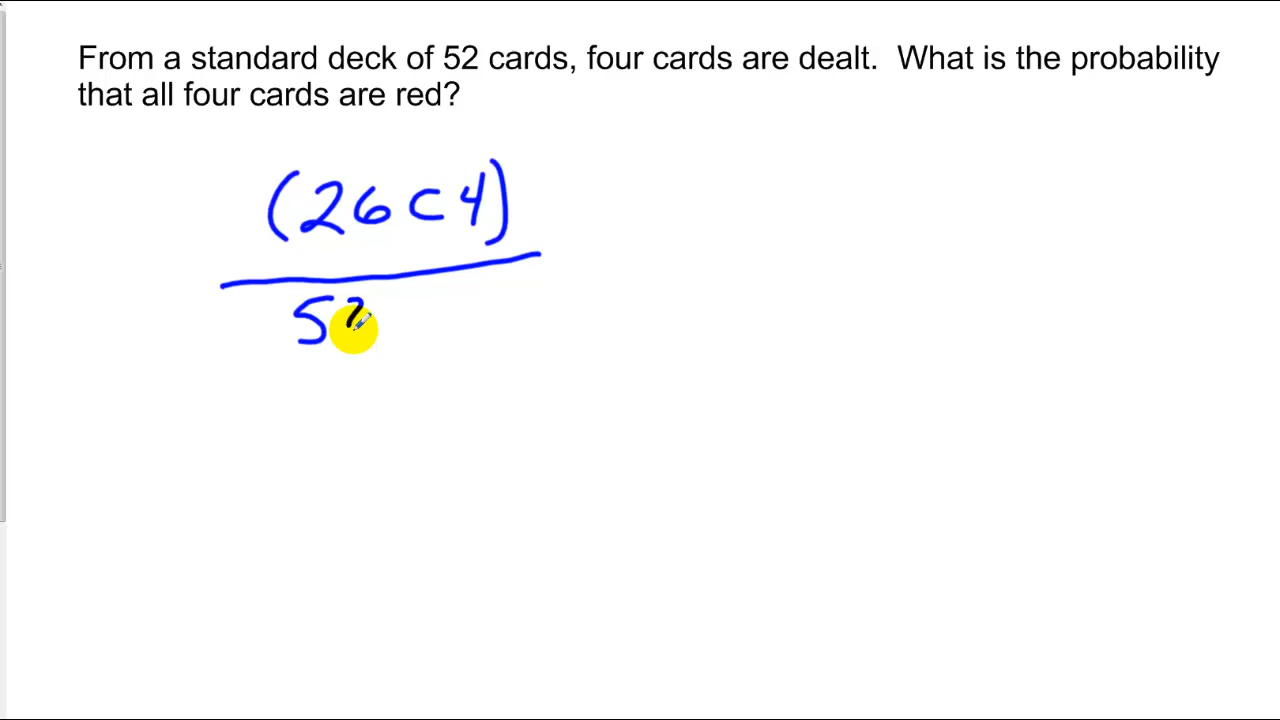 From a standard deck of 52 cards, four cards are dealt. What is the probability
that all four cards are red?
(26C4)
52